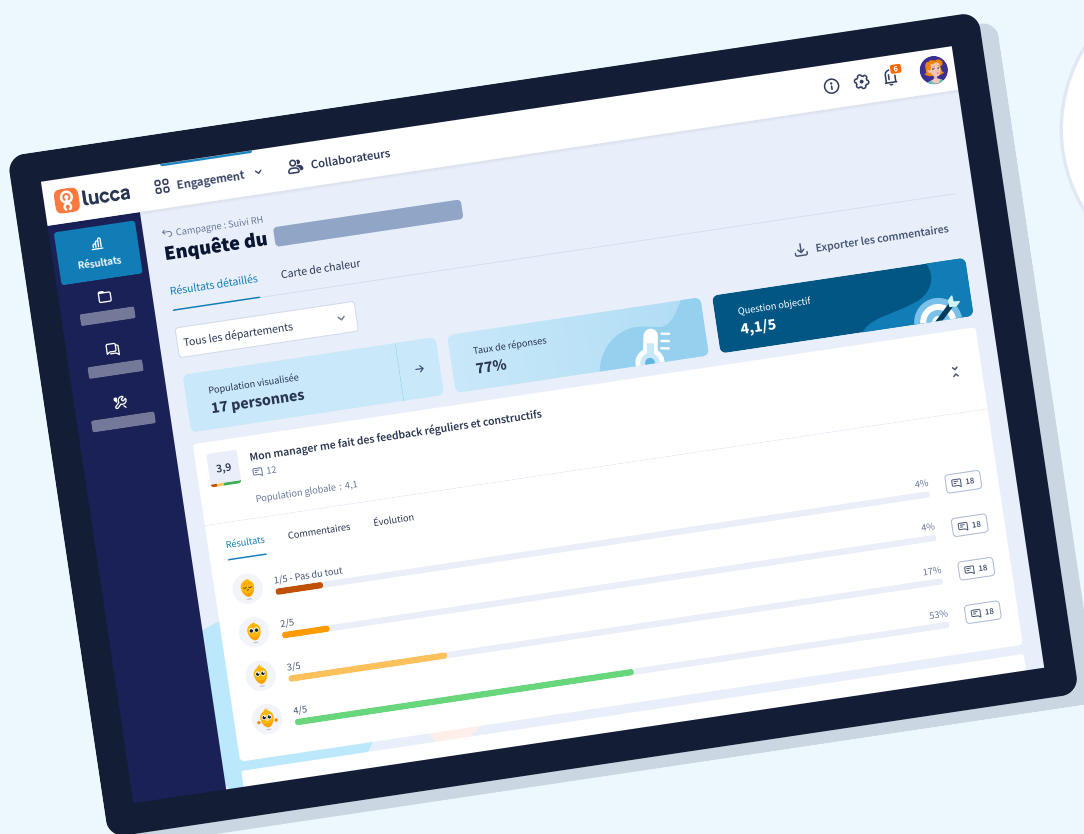 lucca
Engagement
Collaborateurs
6
Résultats
Campagne : Suivi RH
Enquête du
Résultats détaillés
Carte de chaleur
Exporter les commentaires
Tous les départements
Population visualisée
17 personnes
Taux de réponses
77%
Question objectif
4,1/5
3,9
Mon manager me fait des feedback réguliers et constructifs
12
Population globale : 4,1
Résultats
Commentaires
Évolution
1/5 - Pas du tout
4%
18
2/5
4%
18
3/5
17%
18
4/5
53%
18